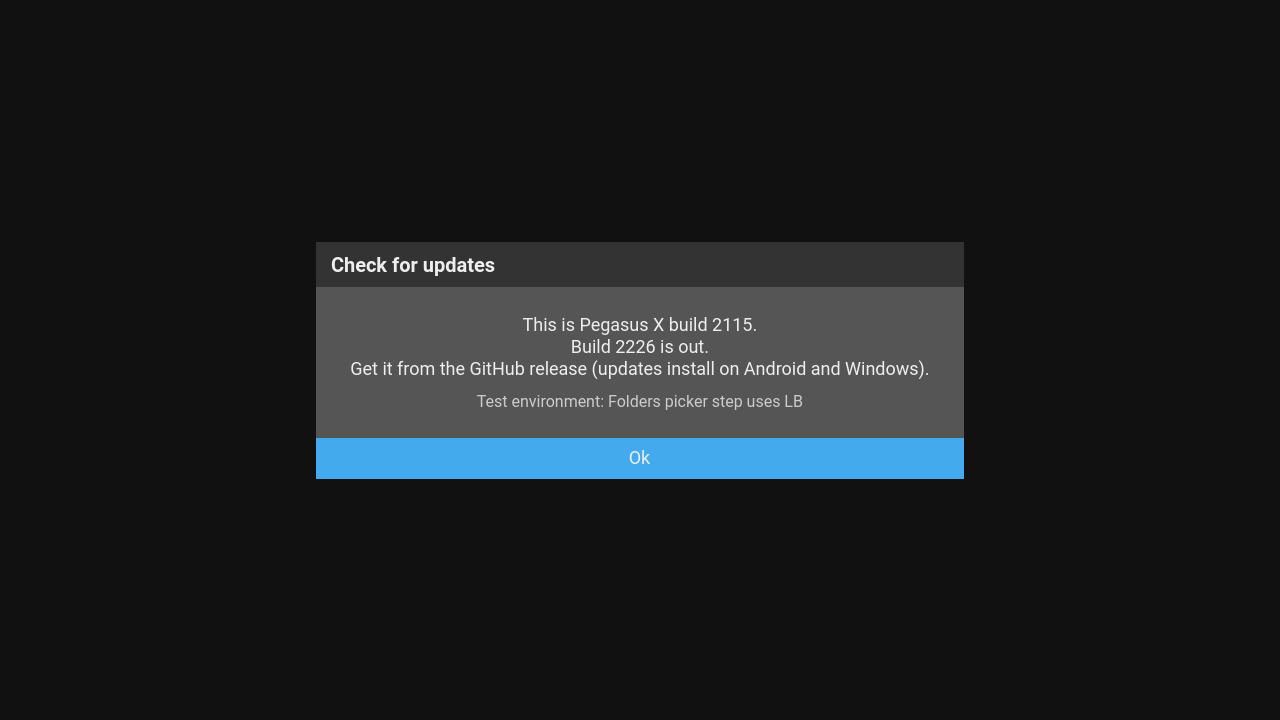 Check for updates
This is Pegasus X build 2115.
Build 2226 is out.
Get it from the GitHub release (updates install on Android and Windows).
Test environment: Folders picker step uses LB
Ok